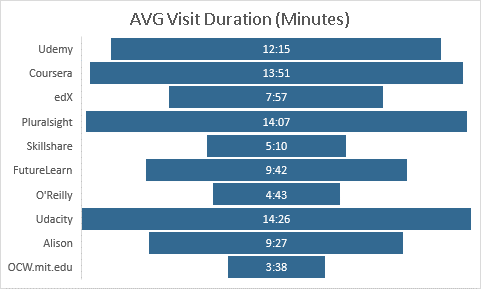 AVG Visit Duration (Minutes)
Udemy 12:15
Coursera 13:51
edX 7:57
Pluralsight 14:07
Skillshare 5:10
FutureLearn 9:42
O'Reilly 4:43
Udacity 14:26
Alison 9:27
OCW.mit.edu 3:38